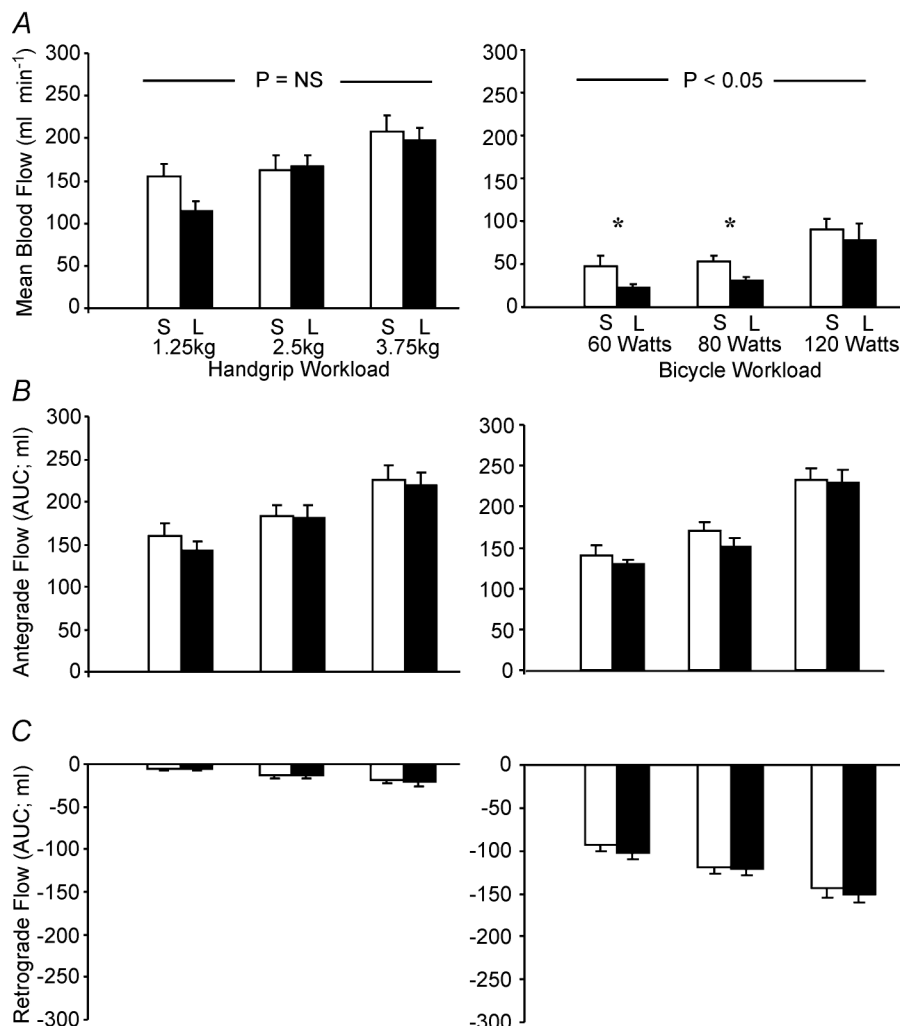 A
Mean Blood Flow (ml min⁻¹)
300
250
200
150
100
50
0
P = NS
S L
1.25kg
S L
2.5kg
S L
3.75kg
Handgrip Workload
300
250
200
150
100
50
0
P < 0.05
*
*
S L
60 Watts
S L
80 Watts
S L
120 Watts
Bicycle Workload
B
Antegrade Flow (AUC; ml)
300
250
200
150
100
50
0
300
250
200
150
100
50
0
C
Retrograde Flow (AUC; ml)
0
-50
-100
-150
-200
-250
-300
0
-50
-100
-150
-200
-250
-300